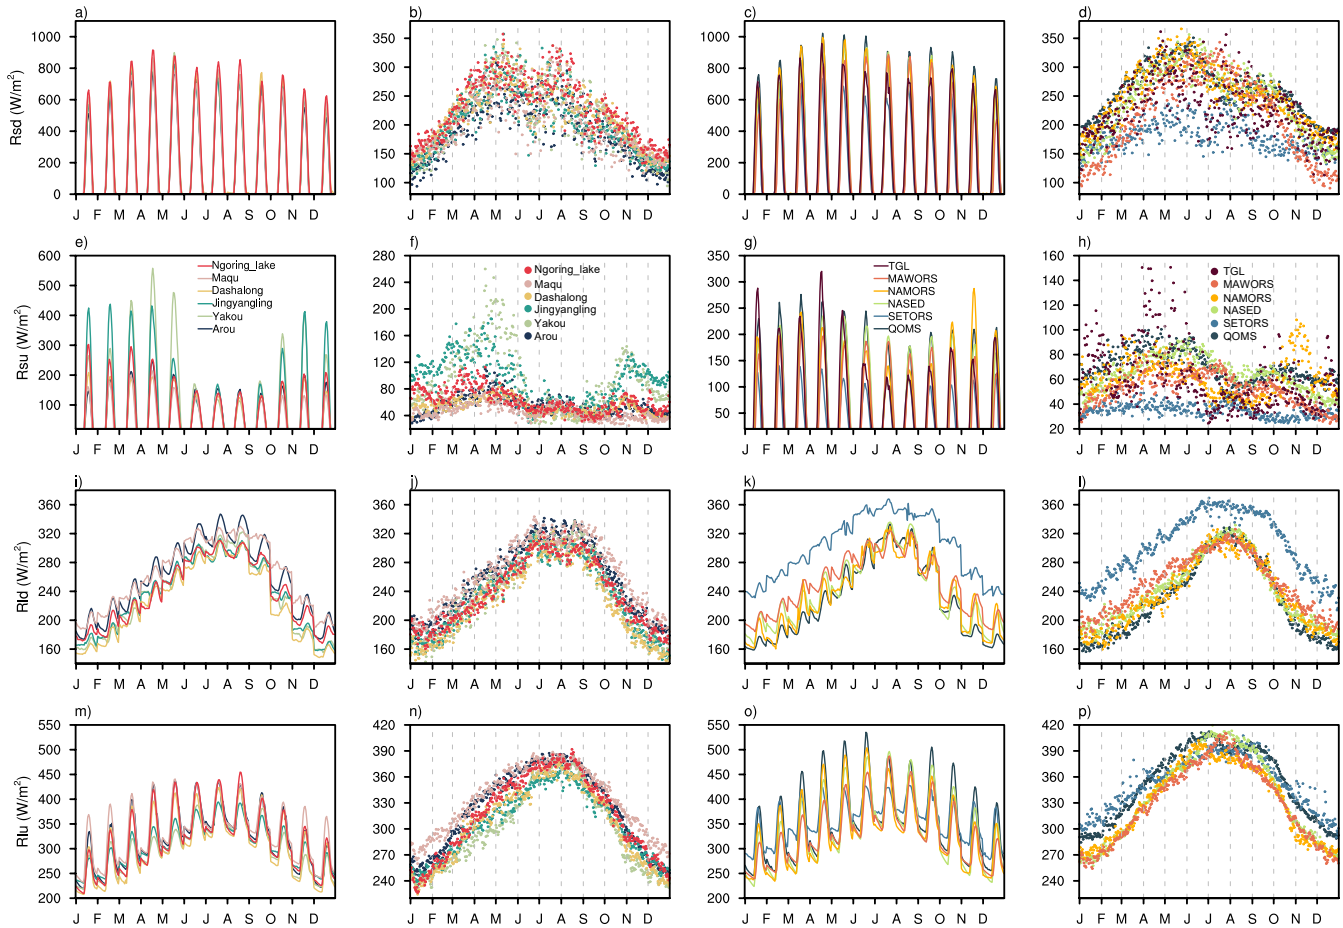 a) b) c) d)
Rsd (W/m²)
1000 800 600 400 200 0
350 300 250 200 150 100
1000 800 600 400 200 0
350 300 250 200 150 100
J F M A M J J A S O N D
J F M A M J J A S O N D
J F M A M J J A S O N D
J F M A M J J A S O N D
e) f) g) h)
Rsu (W/m²)
600 500 400 300 200 100
280 240 200 160 120 80 40
350 300 250 200 150 100 50
160 140 120 100 80 60 40 20
Ngoring_lake
Maqu
Dashalong
Jingyangling
Yakou
Arou
Ngoring_lake
Maqu
Dashalong
Jingyangling
Yakou
Arou
TGL
MAWORS
NAMORS
NASED
SETORS
QOMS
TGL
MAWORS
NAMORS
NASED
SETORS
QOMS
J F M A M J J A S O N D
J F M A M J J A S O N D
J F M A M J J A S O N D
J F M A M J J A S O N D
i) j) k) l)
Rld (W/m²)
360 320 280 240 200 160
360 320 280 240 200 160
360 320 280 240 200 160
360 320 280 240 200 160
J F M A M J J A S O N D
J F M A M J J A S O N D
J F M A M J J A S O N D
J F M A M J J A S O N D
m) n) o) p)
Rlu (W/m²)
550 500 450 400 350 300 250 200
420 390 360 330 300 270 240
550 500 450 400 350 300 250 200
420 390 360 330 300 270 240
J F M A M J J A S O N D
J F M A M J J A S O N D
J F M A M J J A S O N D
J F M A M J J A S O N D